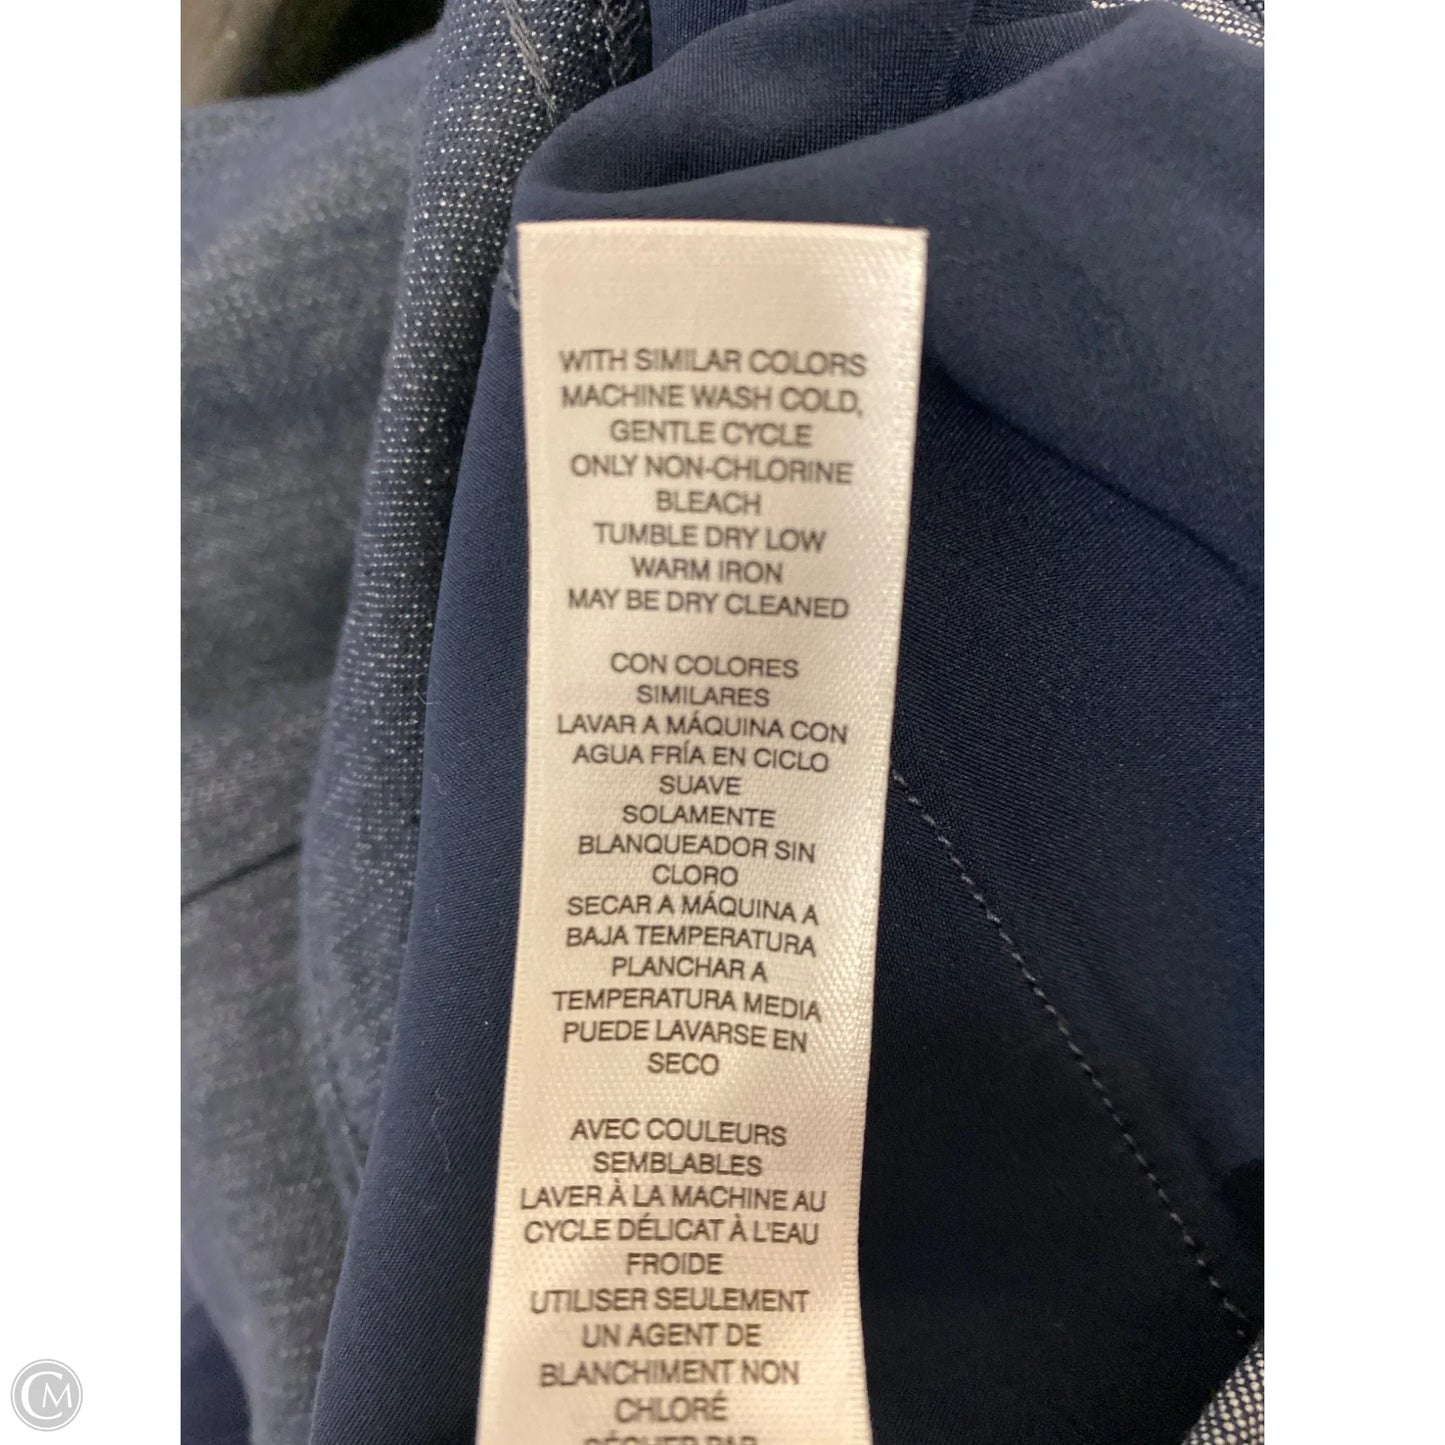 WITH SIMILAR COLORS
MACHINE WASH COLD,
GENTLE CYCLE
ONLY NON-CHLORINE
BLEACH
TUMBLE DRY LOW
WARM IRON
MAY BE DRY CLEANED
CON COLORES
SIMILARES
LAVAR A MÁQUINA CON
AGUA FRÍA EN CICLO
SUAVE
SOLAMENTE
BLANQUEADOR SIN
CLORO
SECAR A MÁQUINA A
BAJA TEMPERATURA
PLANCHAR A
TEMPERATURA MEDIA
PUEDE LAVARSE EN
SECO
AVEC COULEURS
SEMBLABLES
LAVER À LA MACHINE AU
CYCLE DÉLICAT À L'EAU
FROIDE
UTILISER SEULEMENT
UN AGENT DE
BLANCHIMENT NON
CHLORÉ
SÉCHER PAR
CM